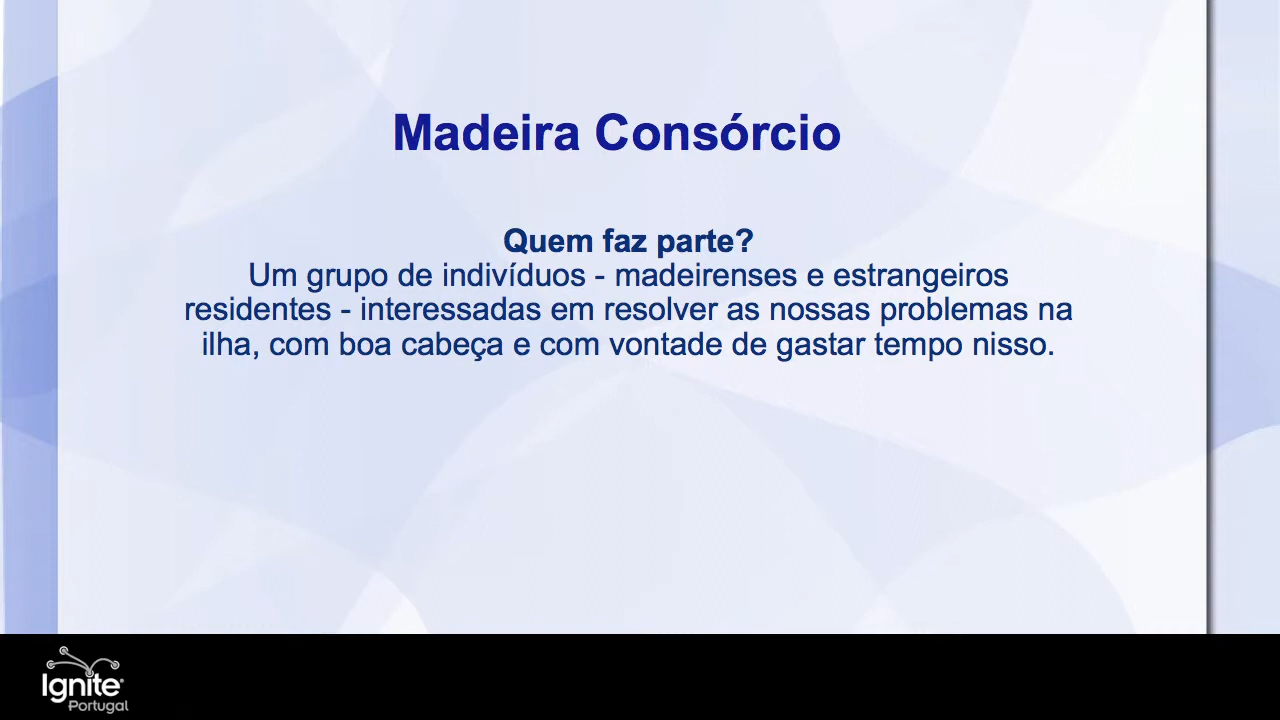 Madeira Consórcio
Quem faz parte?
Um grupo de indivíduos - madeirenses e estrangeiros
residentes - interessadas em resolver as nossas problemas na
ilha, com boa cabeça e com vontade de gastar tempo nisso.
Ignite
Portugal